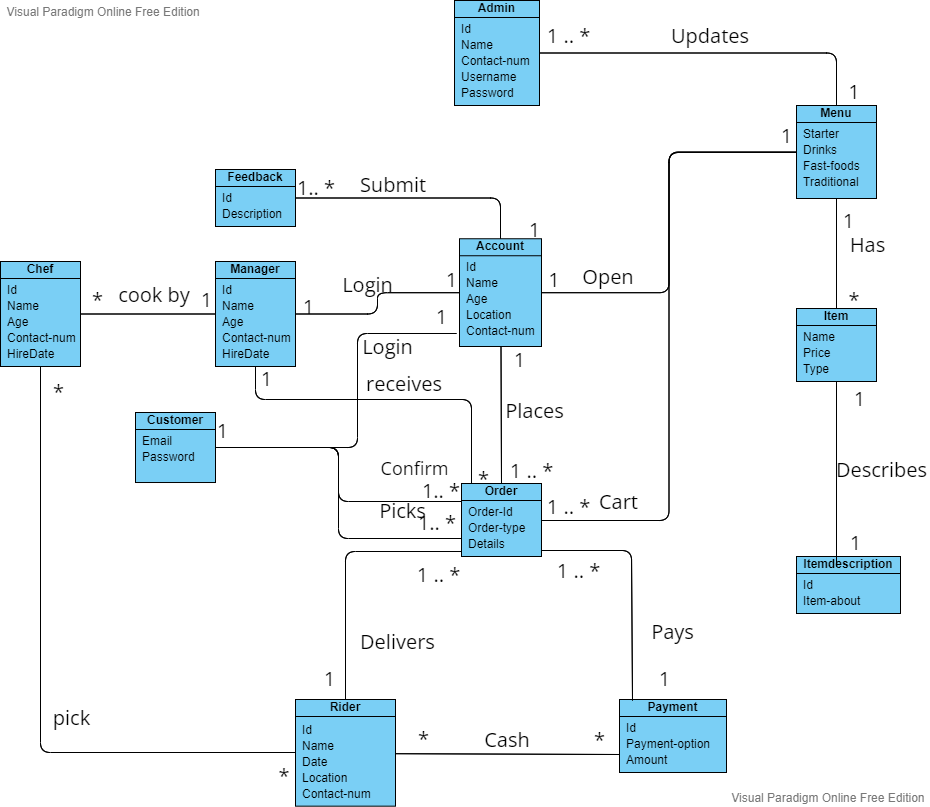 Visual Paradigm Online Free Edition
Admin
Id
Name
Contact-num
Username
Password
1 .. *
Updates
1
Menu
Starter
Drinks
Fast-foods
Traditional
1
1
Has
*
Feedback
Id
Description
1.. *
Submit
1
Account
Id
Name
Age
Location
Contact-num
1
Open
Chef
Id
Name
Age
Contact-num
HireDate
*
cook by
1
Manager
Id
Name
Age
Contact-num
HireDate
1
Login
1
1
Login
Item
Name
Price
Type
1
Describes
1
Itemdescription
Id
Item-about
1
receives
*
1
Places
1 .. *
*
Customer
Email
Password
1
Confirm
1.. *
Picks
1.. *
Order
Order-Id
Order-type
Details
1 .. *
Cart
1 .. *
1 .. *
Delivers
1
Pays
1
pick
*
Rider
Id
Name
Date
Location
Contact-num
*
Cash
*
Payment
Id
Payment-option
Amount
Visual Paradigm Online Free Edition